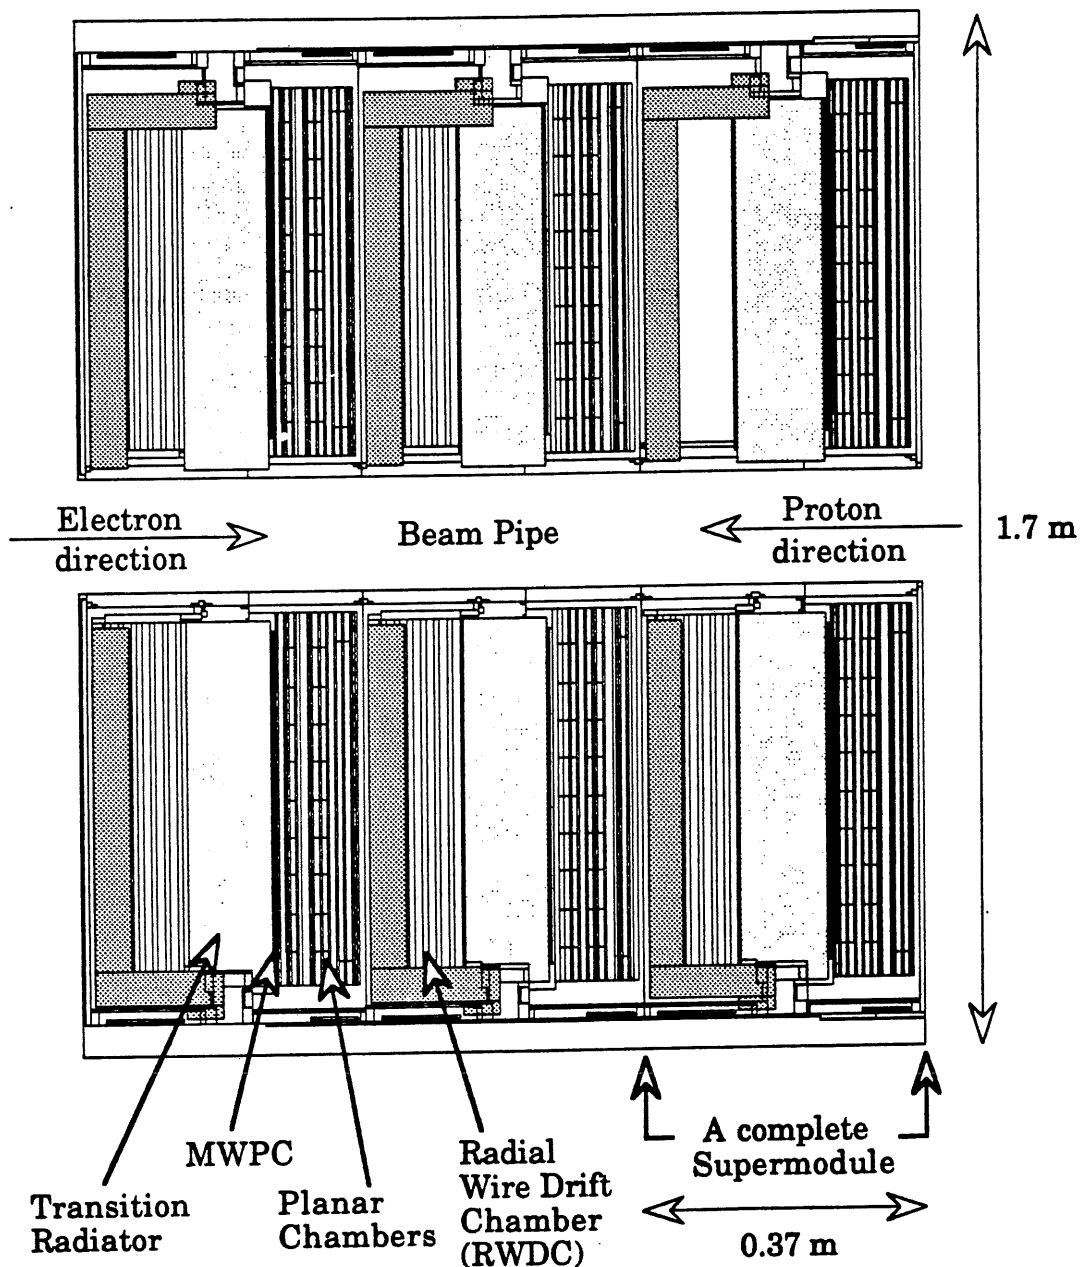 Electron
direction
Beam Pipe
Proton
direction
1.7 m
MWPC
Transition
Radiator
Planar
Chambers
Radial
Wire Drift
Chamber
(RWDC)
A complete
Supermodule
0.37 m